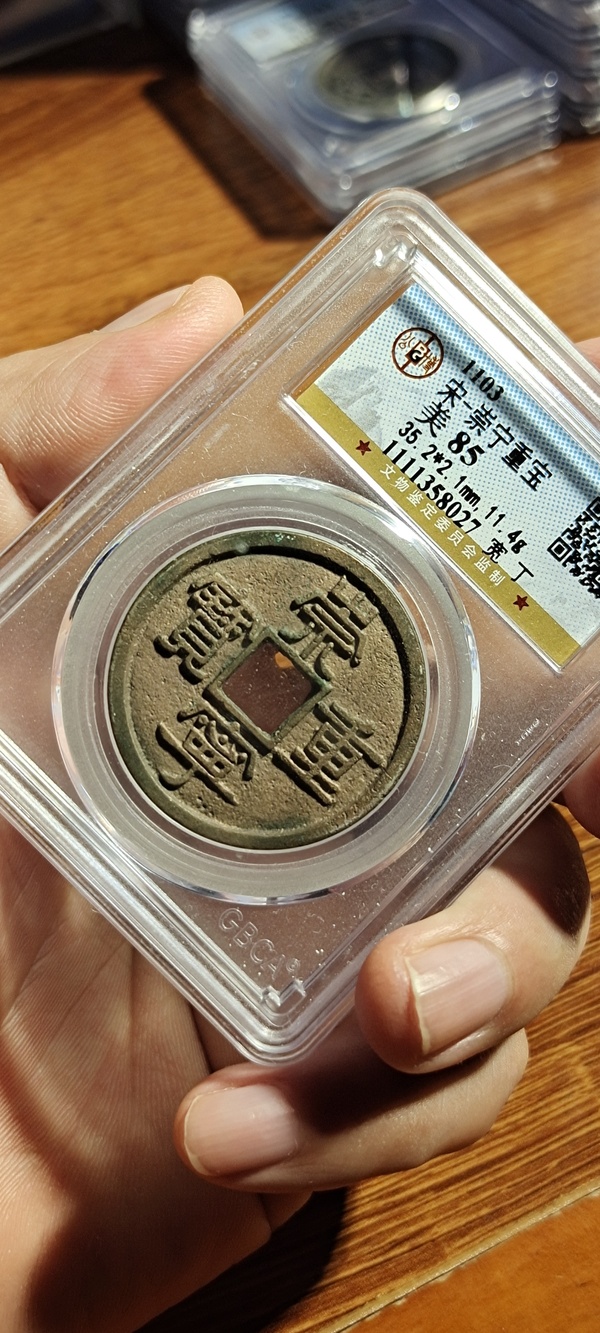 1103
宋-崇宁重宝
美 85
35.2*2.1mm 11.4g
1111358027 宽 丁
文物鉴定委员会监制
崇寧重寶
GBCA®